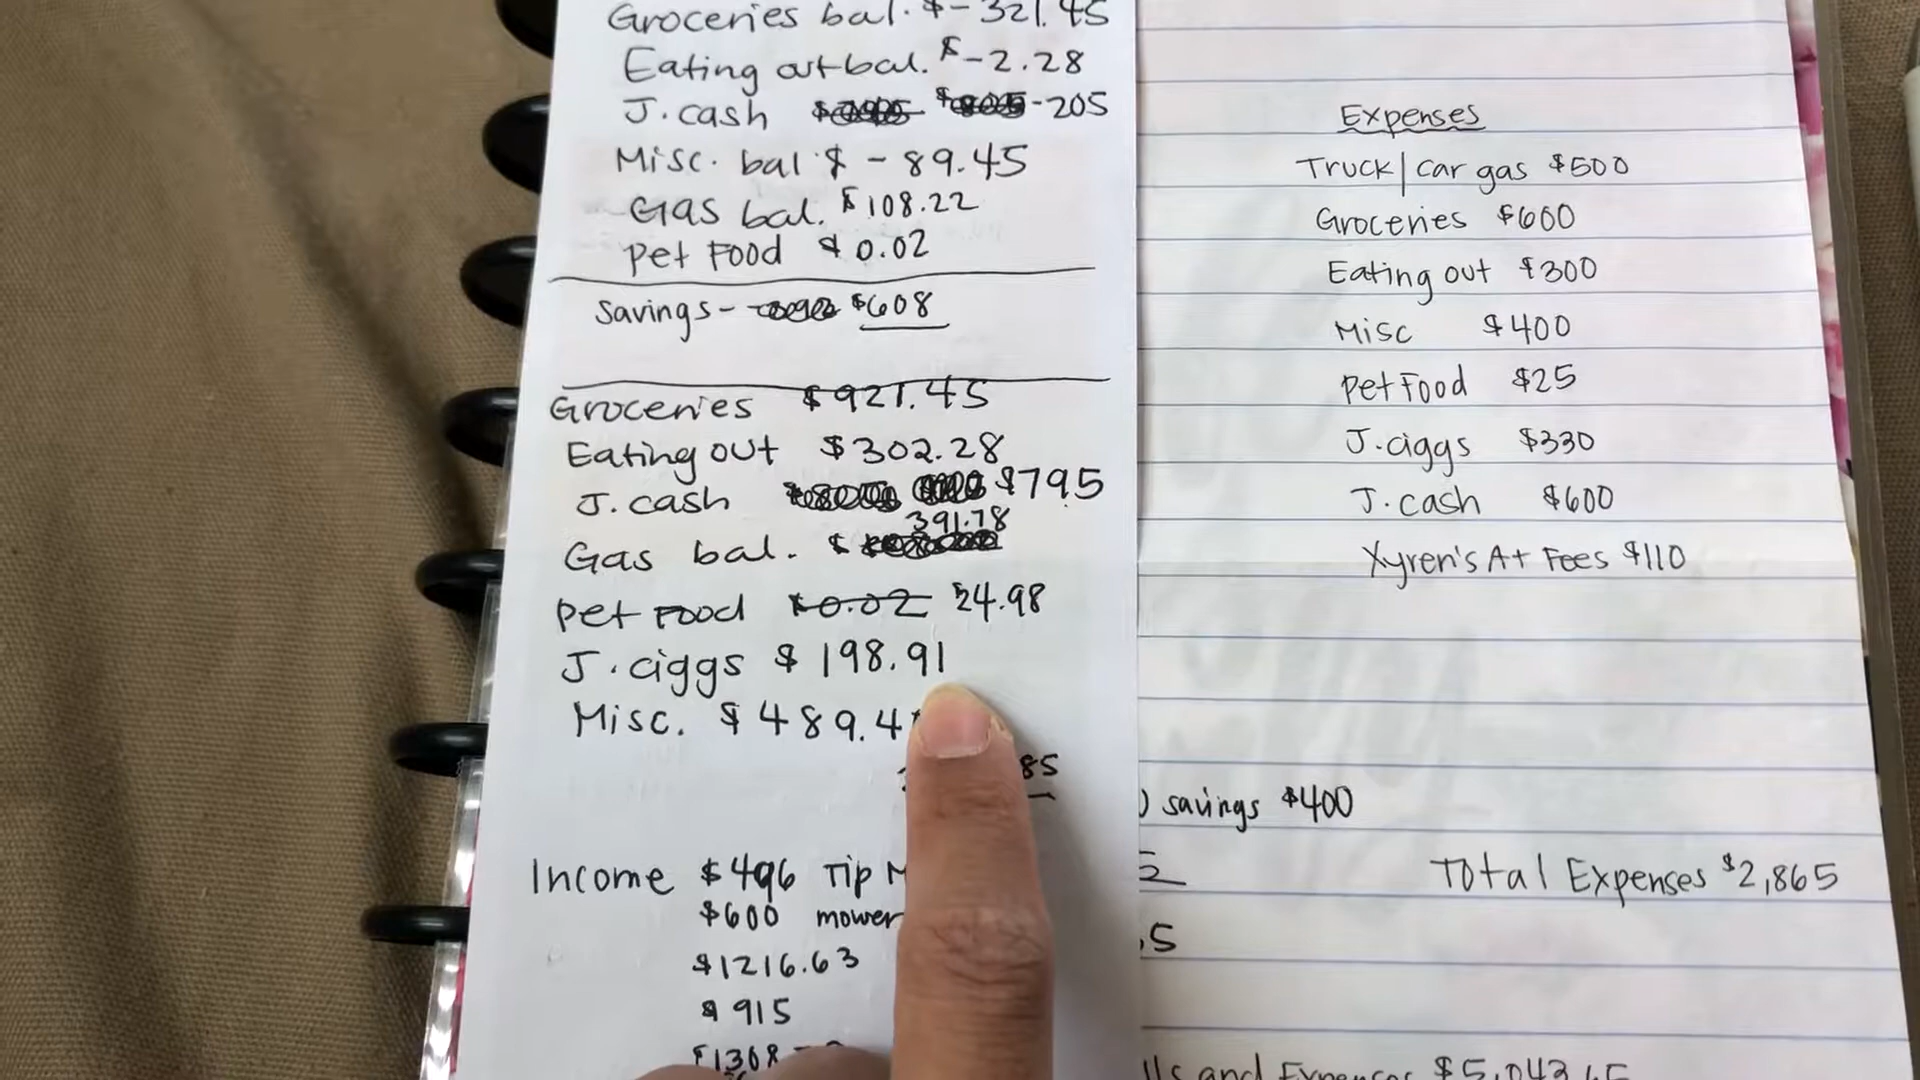 Groceries bal. $-321.45
Eating out bal. $-2.28
J. cash -205
Misc. bal $ - 89.45
Gas bal. $108.22
Pet Food $ 0.02
Savings- $608
Groceries $921.45
Eating out $302.28
J. cash $795
391.78
Gas bal. $
Pet Food $0.02 $24.98
J. ciggs $198.91
Misc. $489.4
85
Income $496 Tip
$600 mower
$1216.63
$915
$1308
Expenses
Truck/car gas $500
Groceries $600
Eating out $300
Misc $400
Pet Food $25
J. ciggs $330
J. cash $600
Xyren's A+ Fees $110
savings $400
Total Expenses $2,865
5
and Expenses